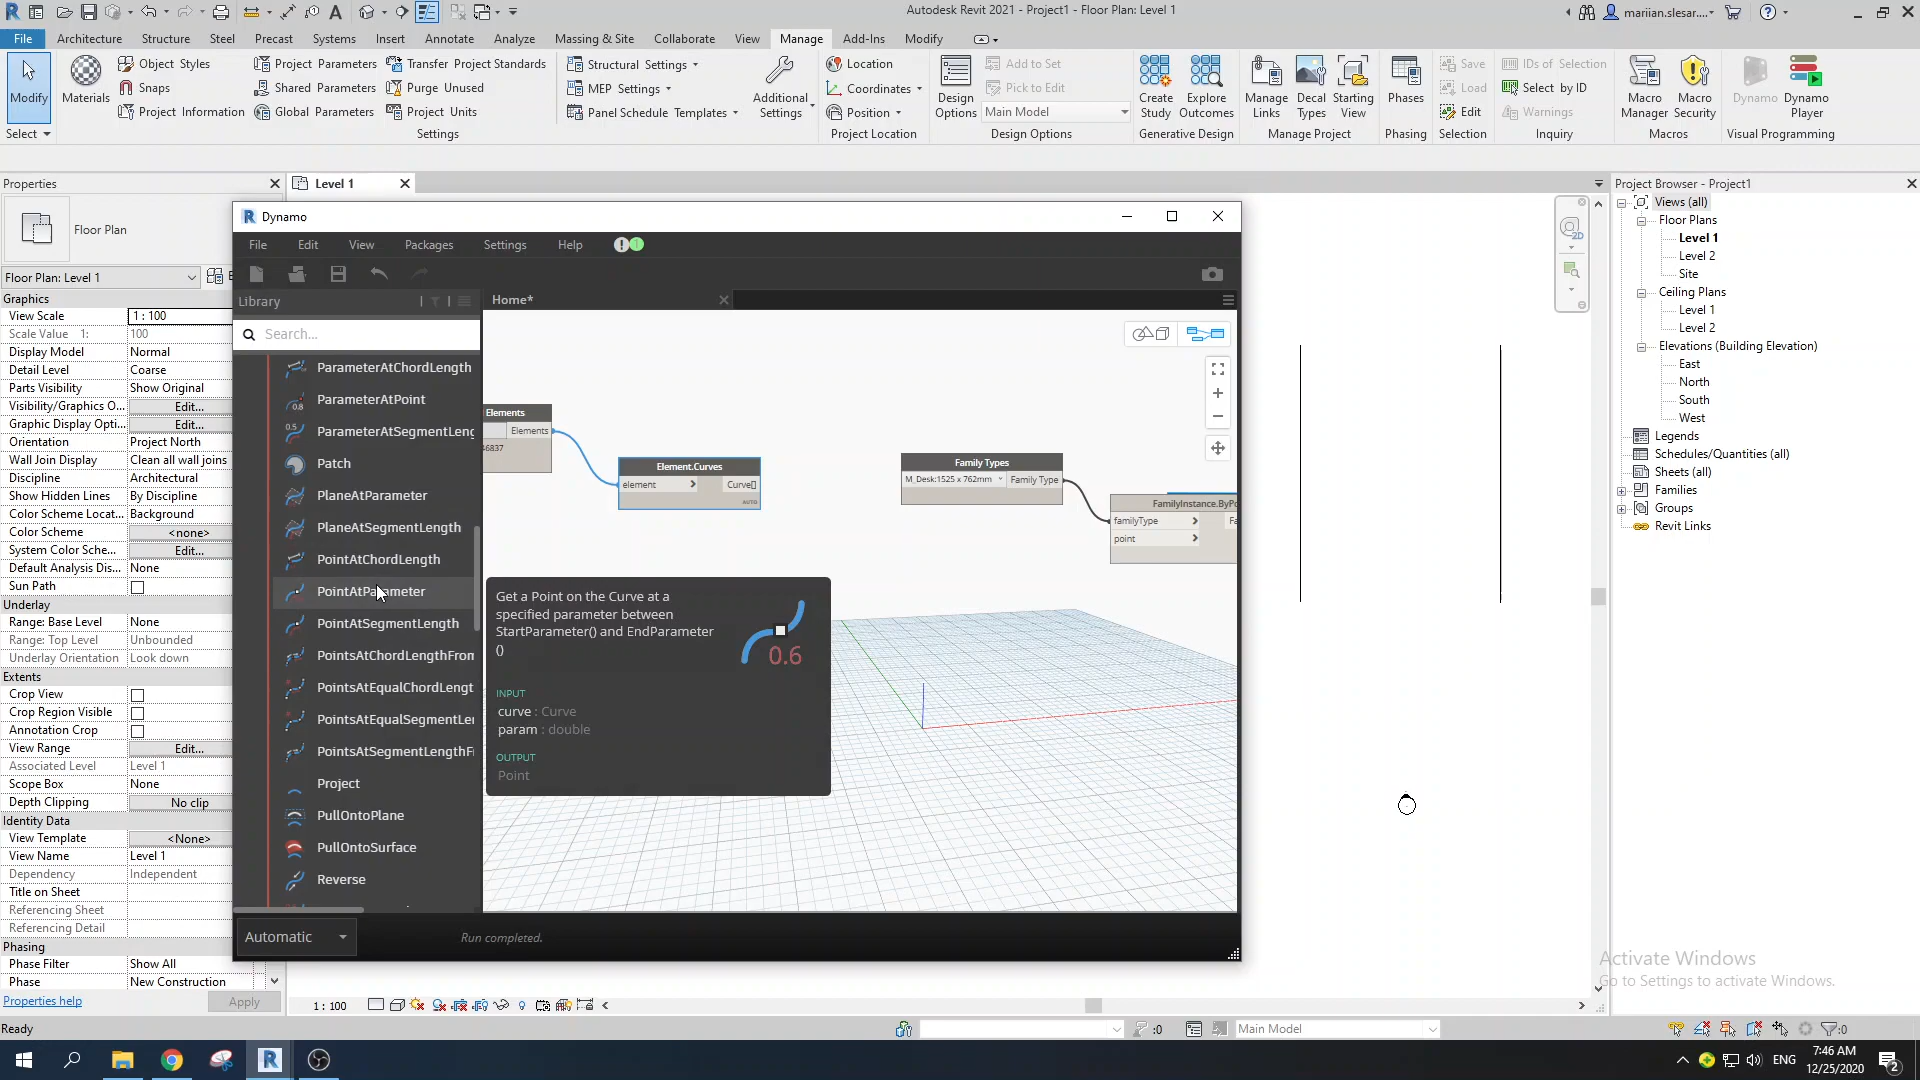 Autodesk Revit 2021 - Project1 - Floor Plan: Level 1
mariian.slesar....
File Architecture Structure Steel Precast Systems Insert Annotate Analyze Massing & Site Collaborate View Manage Add-Ins Modify
Modify
Select
Materials
Object Styles
Snaps
Project Information
Project Parameters
Shared Parameters
Global Parameters
Transfer Project Standards
Purge Unused
Project Units
Settings
Structural Settings
MEP Settings
Panel Schedule Templates
Additional Settings
Location
Coordinates
Position
Project Location
Design Options
Add to Set
Pick to Edit
Main Model
Design Options
Create Study
Explore Outcomes
Generative Design
Manage Links
Decal Types
Starting View
Manage Project
Phases
Phasing
Save
Load
Edit
Selection
IDs of Selection
Select by ID
Warnings
Inquiry
Macro Manager
Macro Security
Macros
Dynamo
Dynamo Player
Visual Programming
Properties
Floor Plan
Floor Plan: Level 1
Graphics
View Scale 1 : 100
Scale Value 1: 100
Display Model Normal
Detail Level Coarse
Parts Visibility Show Original
Visibility/Graphics O... Edit...
Graphic Display Opti... Edit...
Orientation Project North
Wall Join Display Clean all wall joins
Discipline Architectural
Show Hidden Lines By Discipline
Color Scheme Locat... Background
Color Scheme <none>
System Color Sche... Edit...
Default Analysis Dis... None
Sun Path
Underlay
Range: Base Level None
Range: Top Level Unbounded
Underlay Orientation Look down
Extents
Crop View
Crop Region Visible
Annotation Crop
View Range Edit...
Associated Level Level 1
Scope Box None
Depth Clipping No clip
Identity Data
View Template <None>
View Name Level 1
Dependency Independent
Title on Sheet
Referencing Sheet
Referencing Detail
Phasing
Phase Filter Show All
Phase New Construction
Properties help
Apply
Level 1
Dynamo
File Edit View Packages Settings Help
Library
Search...
ParameterAtChordLength
ParameterAtPoint
ParameterAtSegmentLeng
Patch
PlaneAtParameter
PlaneAtSegmentLength
PointAtChordLength
PointAtParameter
PointAtSegmentLength
PointsAtChordLengthFrom
PointsAtEqualChordLengt
PointsAtEqualSegmentLe
PointsAtSegmentLengthF
Project
PullOntoPlane
PullOntoSurface
Reverse
Home*
Elements
Elements
46837
Element.Curves
element > Curve[]
AUTO
Family Types
M_Desk:1525 x 762mm Family Type
FamilyInstance.ByPo
familyType > Fa
point >
Get a Point on the Curve at a
specified parameter between
StartParameter() and EndParameter
()
0.6
INPUT
curve : Curve
param : double
OUTPUT
Point
Automatic
Run completed.
Project Browser - Project1
Views (all)
Floor Plans
Level 1
Level 2
Site
Ceiling Plans
Level 1
Level 2
Elevations (Building Elevation)
East
North
South
West
Legends
Schedules/Quantities (all)
Sheets (all)
Families
Groups
Revit Links
Activate Windows
Go to Settings to activate Windows.
1 : 100
Ready
:0
Main Model
:0
ENG
7:46 AM
12/25/2020
2